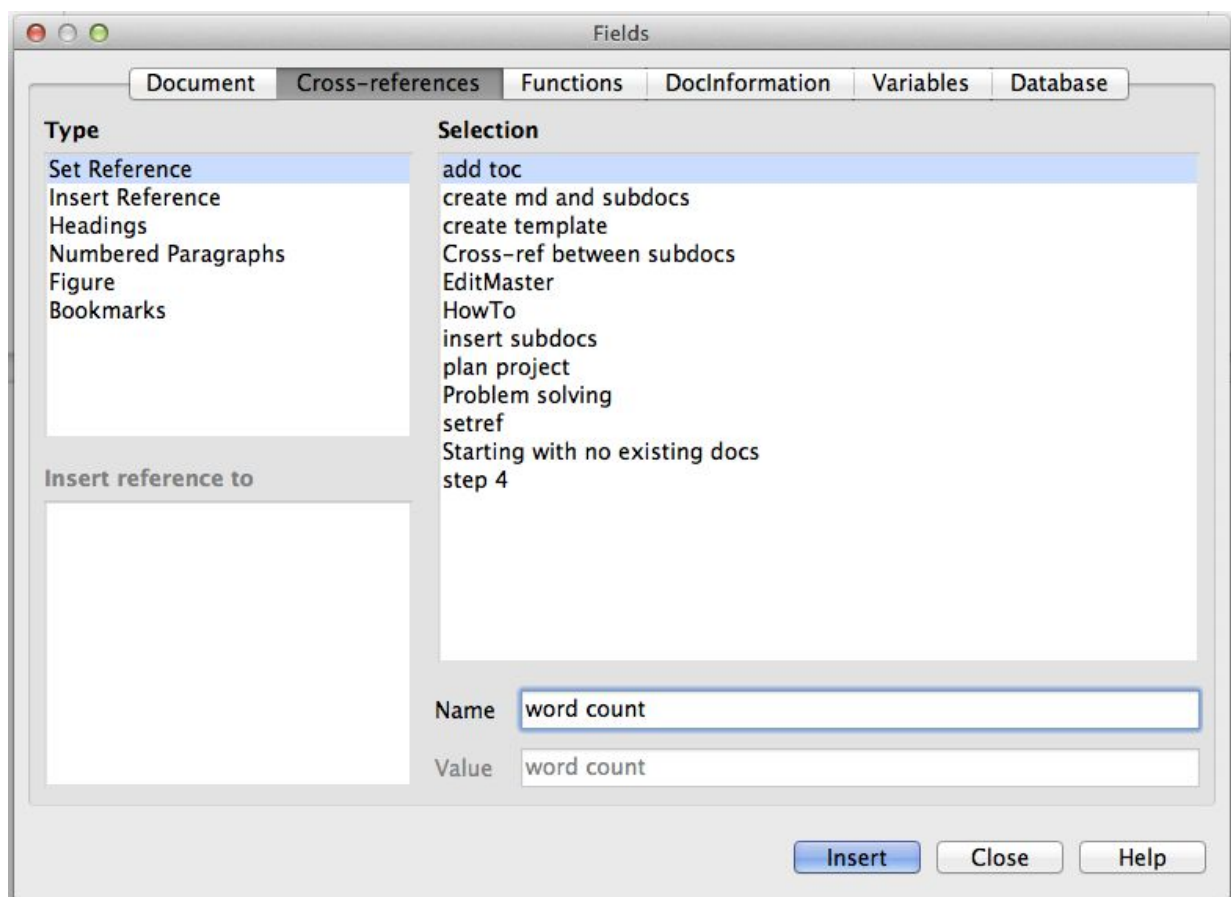 Fields
Document Cross-references Functions DocInformation Variables Database
Type
Set Reference
Insert Reference
Headings
Numbered Paragraphs
Figure
Bookmarks
Insert reference to
Selection
add toc
create md and subdocs
create template
Cross-ref between subdocs
EditMaster
HowTo
insert subdocs
plan project
Problem solving
setref
Starting with no existing docs
step 4
Name word count
Value word count
Insert Close Help